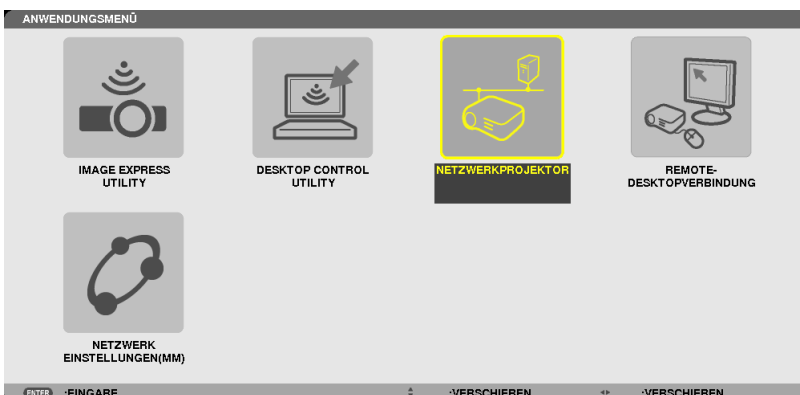 ANWENDUNGSMENÜ
IMAGE EXPRESS
UTILITY
DESKTOP CONTROL
UTILITY
NETZWERKPROJEKTOR
REMOTE-
DESKTOPVERBINDUNG
NETZWERK
EINSTELLUNGEN(MM)
ENTER :EINGABE :VERSCHIEBEN :VERSCHIEBEN